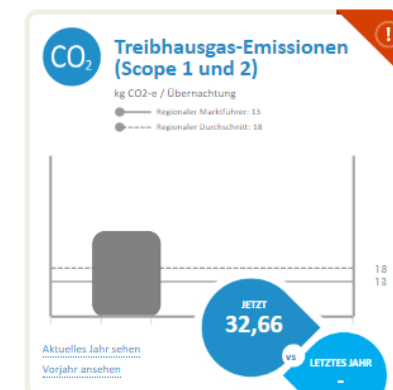 CO2
!
Treibhausgas-Emissionen
(Scope 1 und 2)
kg CO2-e / Übernachtung
Regionaler Marktführer: 13
Regionaler Durchschnitt: 18
18
13
JETZT
32,66
vs
LETZTES JAHR
-
Aktuelles Jahr sehen
Vorjahr ansehen